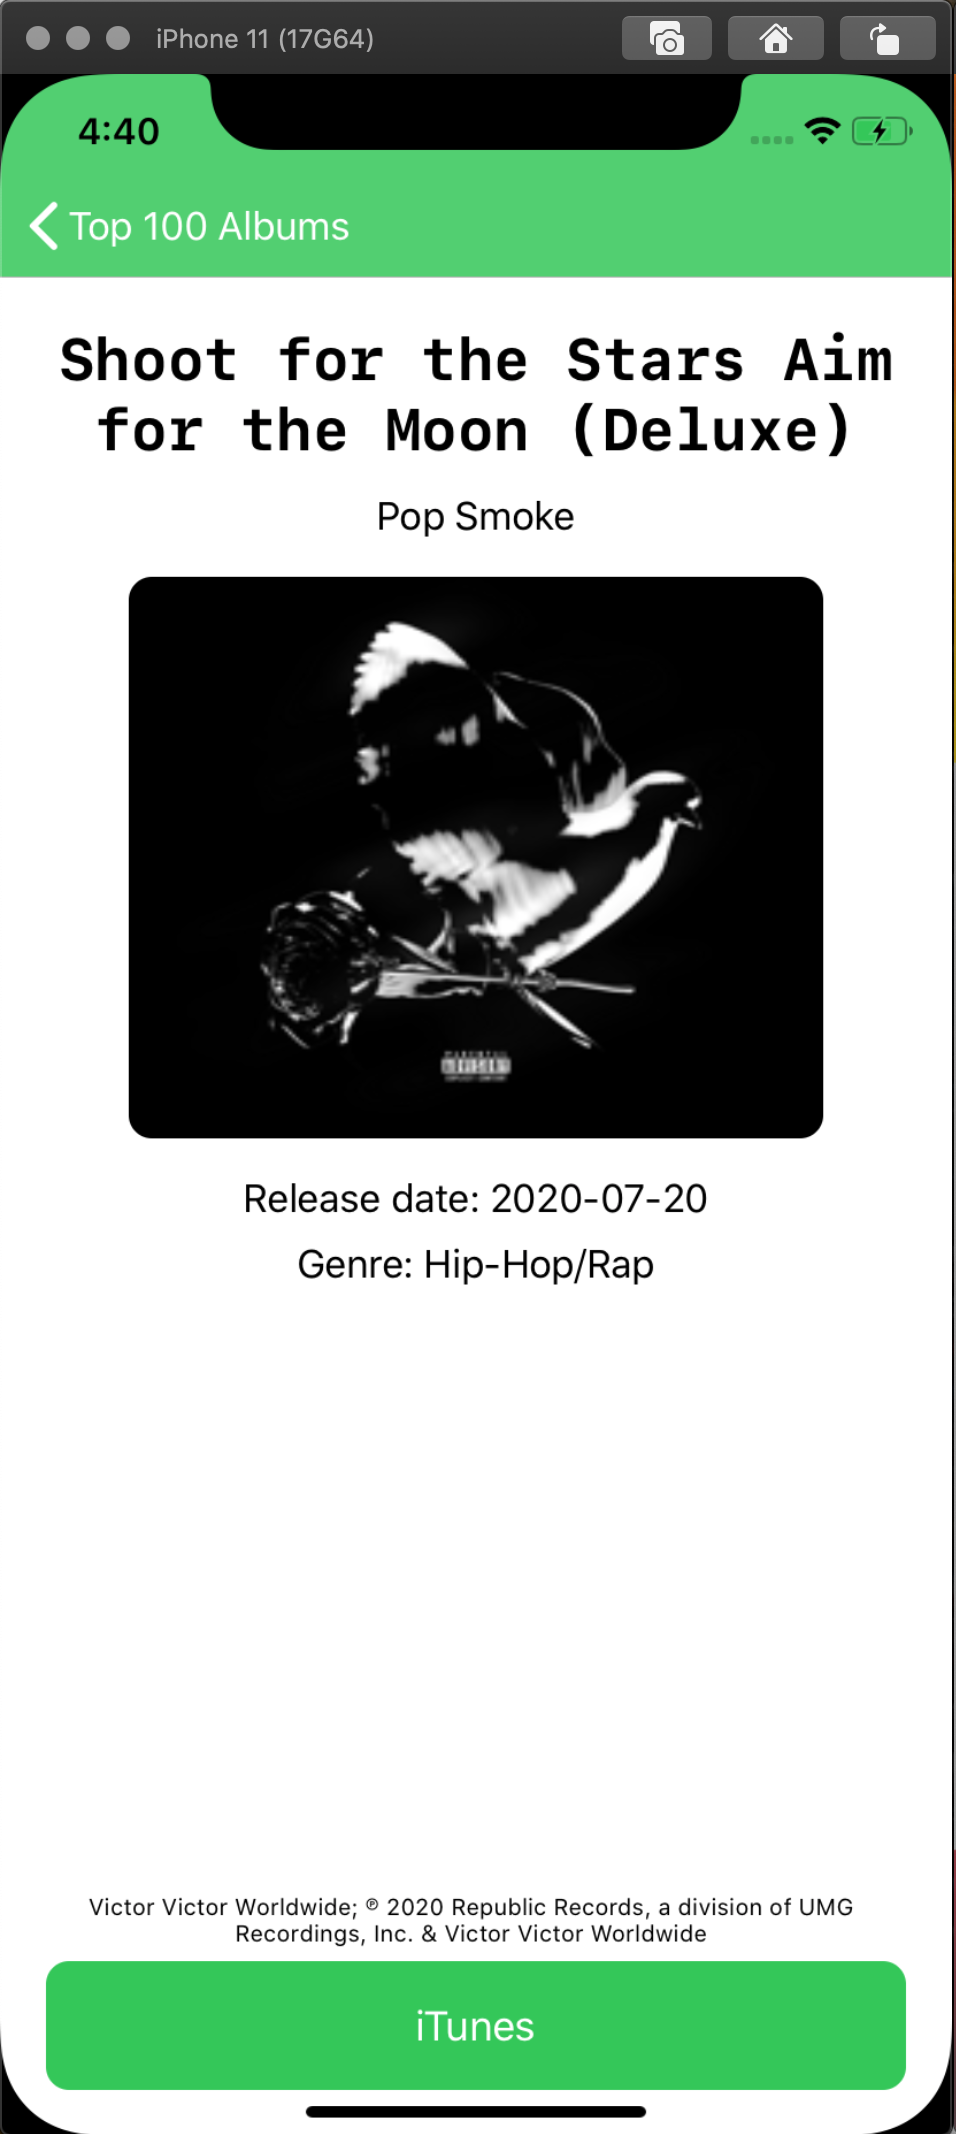 iPhone 11 (17G64)
4:40
Top 100 Albums
Shoot for the Stars Aim
for the Moon (Deluxe)
Pop Smoke
ADVISORY
Release date: 2020-07-20
Genre: Hip-Hop/Rap
Victor Victor Worldwide; ℗ 2020 Republic Records, a division of UMG
Recordings, Inc. & Victor Victor Worldwide
iTunes